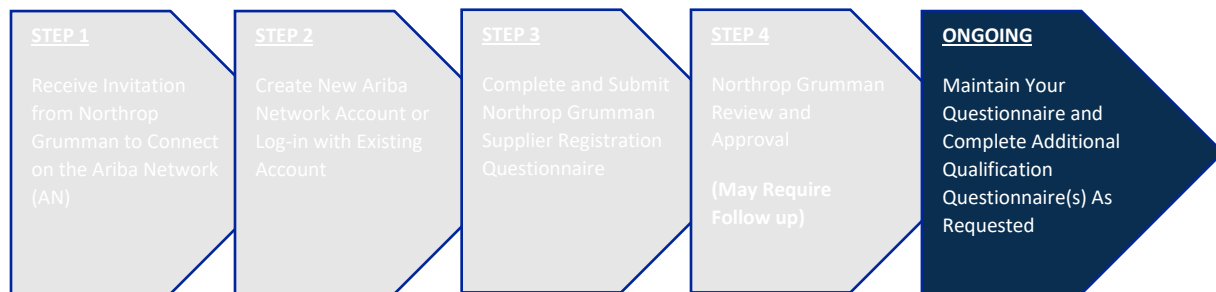 STEP 1
Receive Invitation
from Northrop
Grumman to Connect
on the Ariba Network
(AN)
STEP 2
Create New Ariba
Network Account or
Log-in with Existing
Account
STEP 3
Complete and Submit
Northrop Grumman
Supplier Registration
Questionnaire
STEP 4
Northrop Grumman
Review and
Approval
(May Require
Follow up)
ONGOING
Maintain Your
Questionnaire and
Complete Additional
Qualification
Questionnaire(s) As
Requested